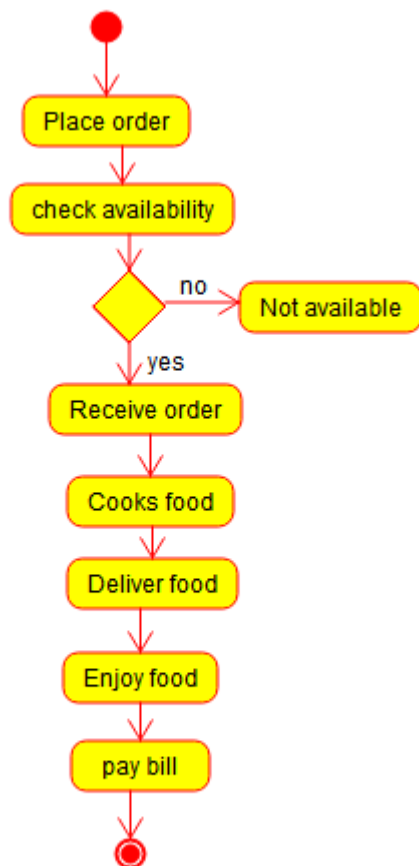 Place order
check availability
no
Not available
yes
Receive order
Cooks food
Deliver food
Enjoy food
pay bill